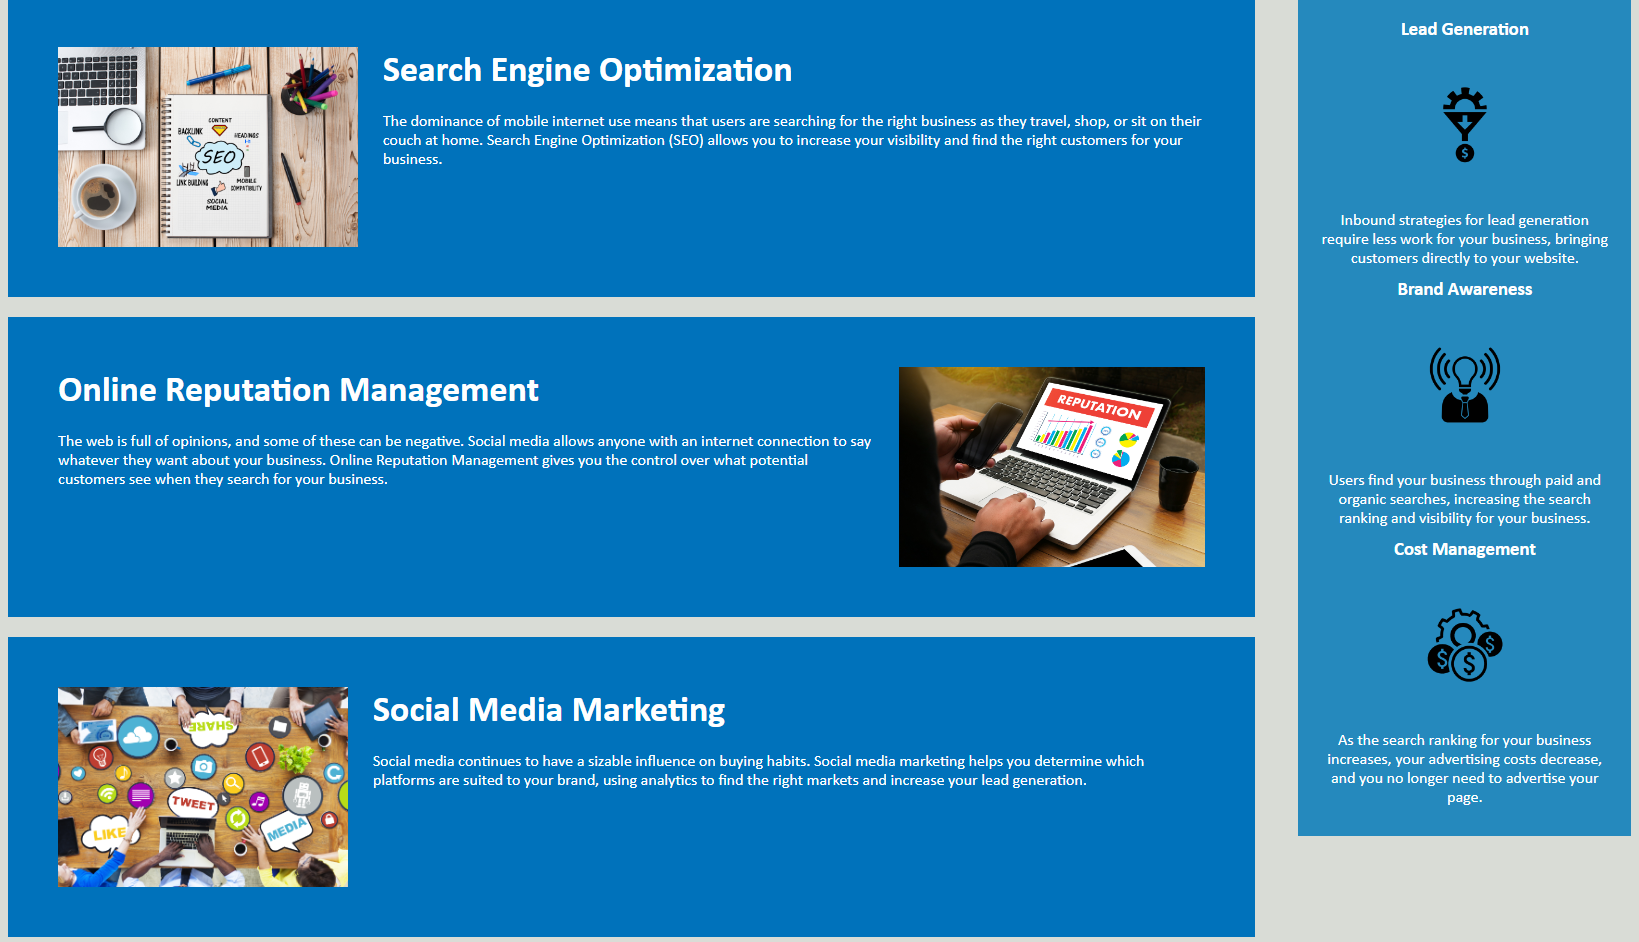 Search Engine Optimization
The dominance of mobile internet use means that users are searching for the right business as they travel, shop, or sit on their
couch at home. Search Engine Optimization (SEO) allows you to increase your visibility and find the right customers for your
business.
CONTENT
BACKLINK
HEADINGS
SEO
LINK BUILDING
MOBILE
COMPATIBILITY
SOCIAL
MEDIA
Online Reputation Management
The web is full of opinions, and some of these can be negative. Social media allows anyone with an internet connection to say
whatever they want about your business. Online Reputation Management gives you the control over what potential
customers see when they search for your business.
REPUTATION
Social Media Marketing
Social media continues to have a sizable influence on buying habits. Social media marketing helps you determine which
platforms are suited to your brand, using analytics to find the right markets and increase your lead generation.
SHARE
TWEET
LIKE
MEDIA
Lead Generation
$
Inbound strategies for lead generation
require less work for your business, bringing
customers directly to your website.
Brand Awareness
Users find your business through paid and
organic searches, increasing the search
ranking and visibility for your business.
Cost Management
$ $ $
As the search ranking for your business
increases, your advertising costs decrease,
and you no longer need to advertise your
page.